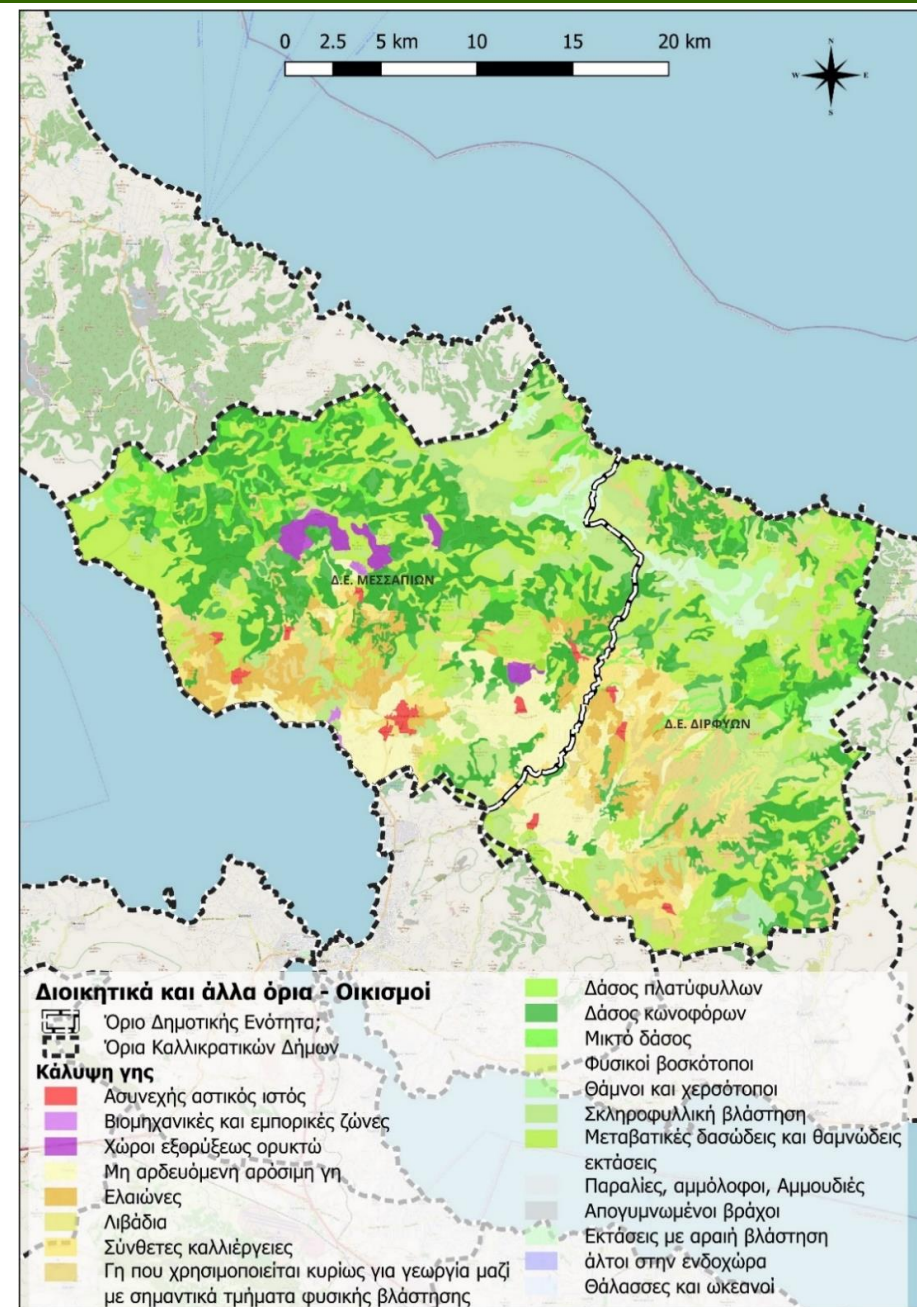 0 2.5 5 km 10 15 20 km
N
W E
S
Δ.Ε. ΜΕΣΣΑΠΙΩΝ
Δ.Ε. ΔΙΡΦΥΩΝ
Διοικητικά και άλλα όρια - Οικισμοί
Όριο Δημοτικής Ενότητα;
Όρια Καλλικρατικών Δήμων
Κάλυψη γης
Ασυνεχής αστικός ιστός
Βιομηχανικές και εμπορικές ζώνες
Χώροι εξορύξεως ορυκτώ
Μη αρδευόμενη αρόσιμη γη
Ελαιώνες
Λιβάδια
Σύνθετες καλλιέργειες
Γη που χρησιμοποιείται κυρίως για γεωργία μαζί
με σημαντικά τμήματα φυσικής βλάστησης
Δάσος πλατύφυλλων
Δάσος κωνοφόρων
Μικτό δάσος
Φυσικοί βοσκότοποι
Θάμνοι και χερσότοποι
Σκληροφυλλική βλάστηση
Μεταβατικές δασώδεις και θαμνώδεις
εκτάσεις
Παραλίες, αμμόλοφοι, Αμμουδιές
Απογυμνωμένοι βράχοι
Εκτάσεις με αραιή βλάστηση
άλτοι στην ενδοχώρα
Θάλασσες και ωκεανοί